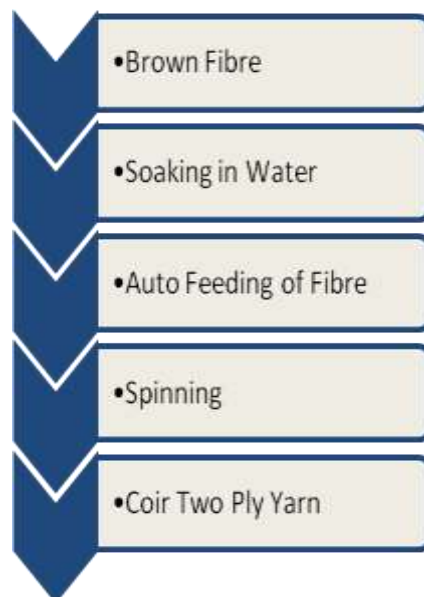 •Brown Fibre
•Soaking in Water
•Auto Feeding of Fibre
•Spinning
•Coir Two Ply Yarn